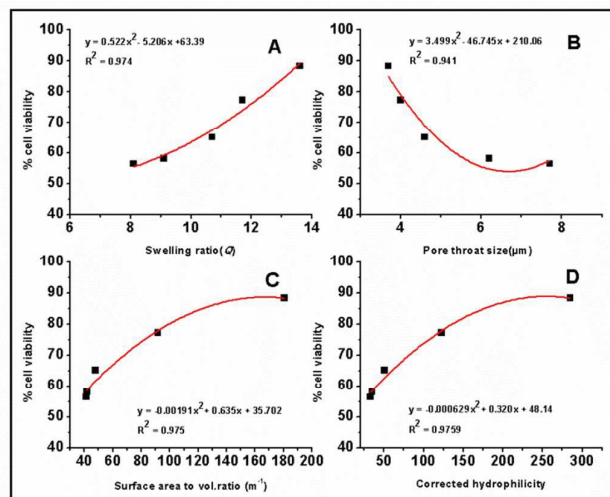 y = 0.522x² - 5.206x +63.39
R² = 0.974
A
% cell viability
100
90
80
70
60
50
40
6 8 10 12 14
Swelling ratio(Q)
y = 3.499x² - 46.745x + 210.06
R² = 0.941
B
% cell viability
100
90
80
70
60
50
40
4 6 8
Pore throat size(µm)
C
%cell viability
100
90
80
70
60
50
40
y = -0.00191x² + 0.635x + 35.702
R² = 0.975
40 60 80 100 120 140 160 180 200
Surface area to vol.ratio (m⁻¹)
D
%cell viability
100
90
80
70
60
50
40
y = -0.000629x² + 0.320x + 48.14
R² = 0.9759
50 100 150 200 250 300
Corrected hydrophilicity